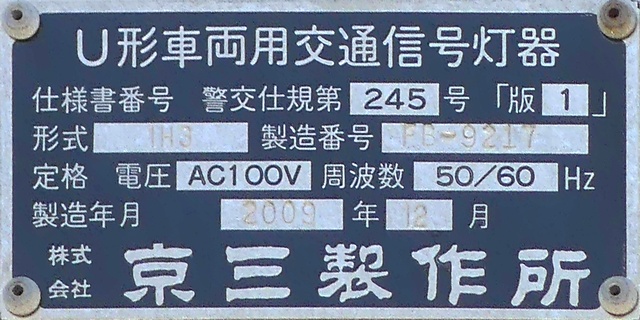 U形車両用交通信号灯器
仕様書番号 警交仕規第 245 号 「版 1 」
形式 1H3 製造番号 FB-9217
定格 電圧 AC100V 周波数 50/60 Hz
製造年月 2009 年 12 月
株式会社 京三製作所